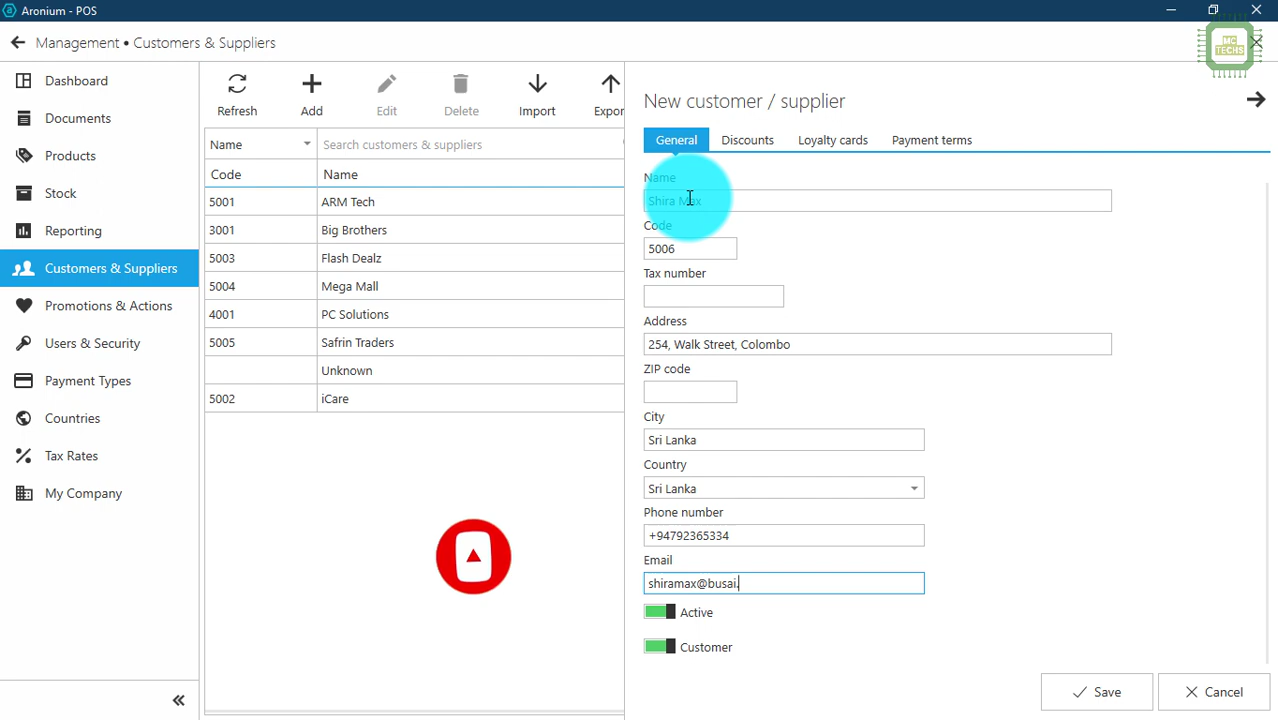 Aronium - POS
Management • Customers & Suppliers
MC
TECHS
Dashboard
Documents
Products
Stock
Reporting
Customers & Suppliers
Promotions & Actions
Users & Security
Payment Types
Countries
Tax Rates
My Company
Refresh
Add
Edit
Delete
Import
Expor
Name
Search customers & suppliers
Code Name
5001 ARM Tech
3001 Big Brothers
5003 Flash Dealz
5004 Mega Mall
4001 PC Solutions
5005 Safrin Traders
Unknown
5002 iCare
New customer / supplier
General Discounts Loyalty cards Payment terms
Name
Shira Max
Code
5006
Tax number
Address
254, Walk Street, Colombo
ZIP code
City
Sri Lanka
Country
Sri Lanka
Phone number
+94792365334
Email
shiramax@busai.
Active
Customer
Save Cancel